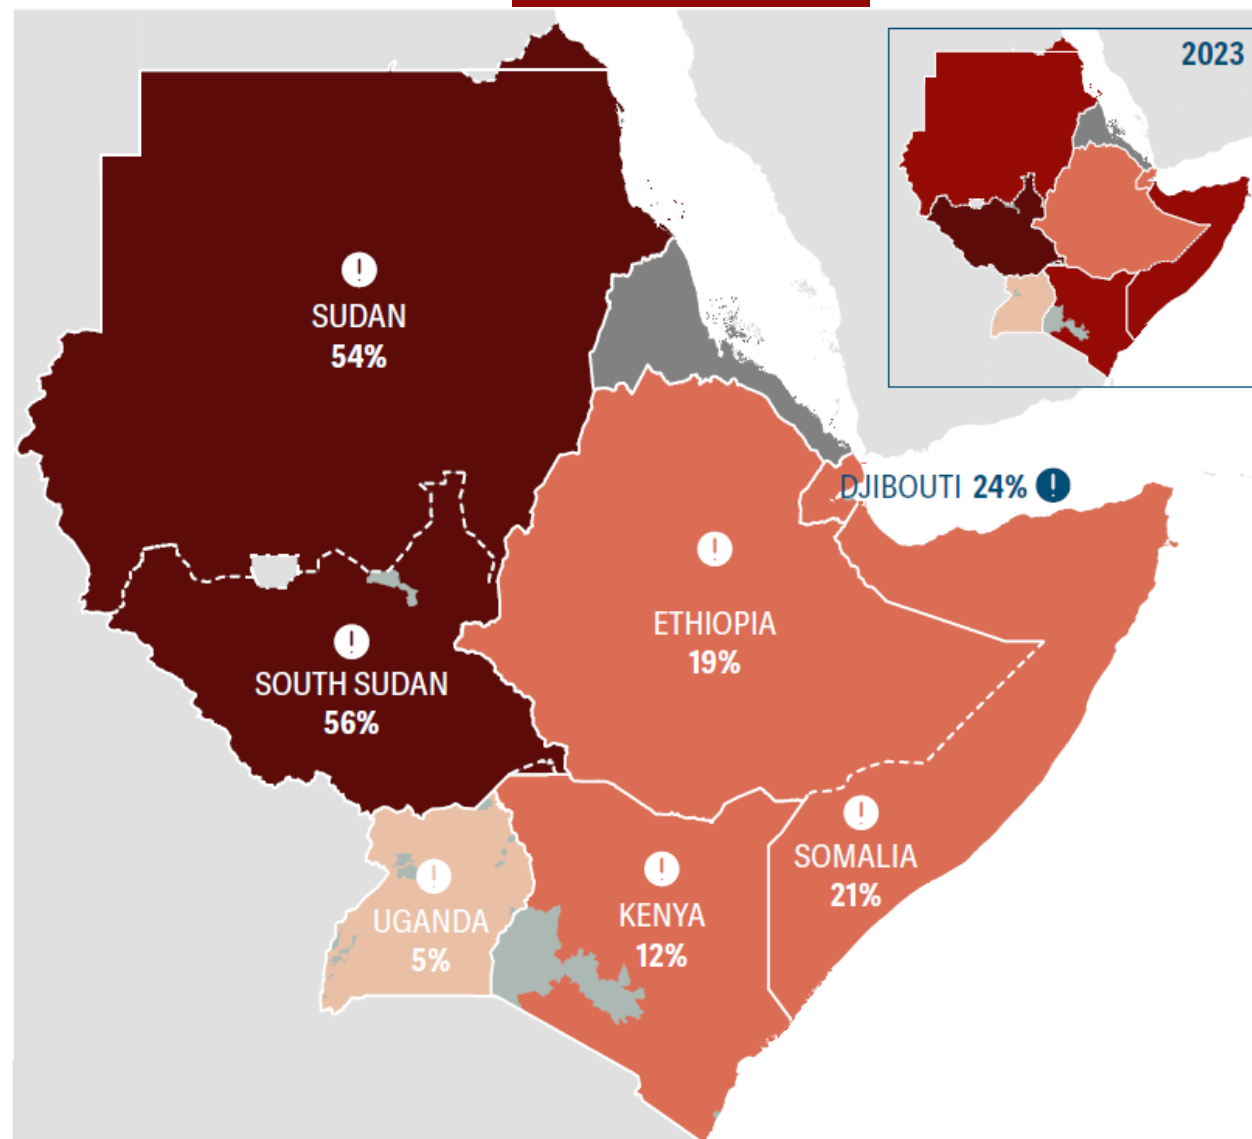 2023
!
SUDAN
54%
DJIBOUTI 24% !
!
ETHIOPIA
19%
!
SOUTH SUDAN
56%
!
SOMALIA
21%
!
KENYA
12%
!
UGANDA
5%